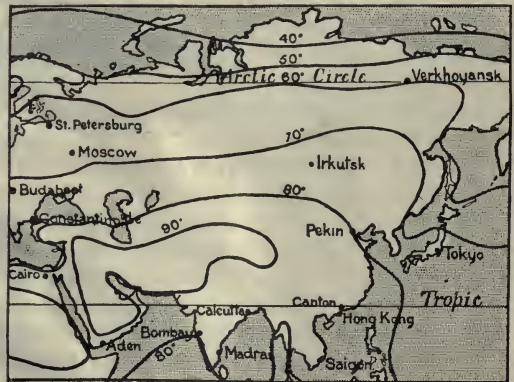 40°
50°
Arctic 60° Circle
Verkhoyansk
St. Petersburg
Moscow
70°
Irkutsk
Budapest
80°
Constantinople
90°
Pekin
Tokyo
Cairo
Tropic
Calcutta
Canton
Hong Kong
Bombay
Aden
80°
Madras
Saigon